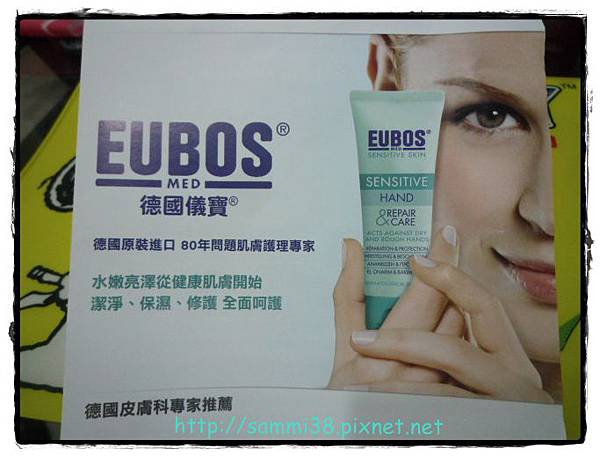 EUBOS®
MED
德國儀寶®
德國原裝進口 80年問題肌膚護理專家
水嫩亮澤從健康肌膚開始
潔淨、保濕、修護 全面呵護
德國皮膚科專家推薦
EUBOS®
MED
SENSITIVE SKIN
SENSITIVE
HAND
REPAIR
& CARE
ACTS AGAINST DRY
AND ROUGH HANDS
TM
http://sammi38.pixnet.net